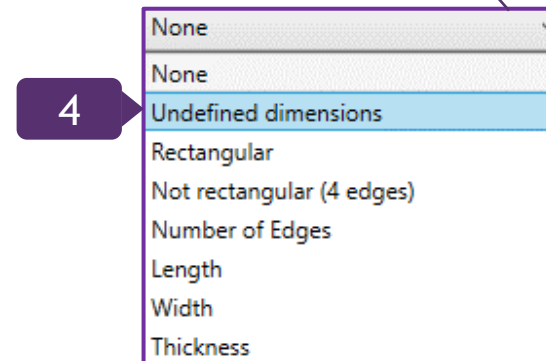 None
None
4
Undefined dimensions
Rectangular
Not rectangular (4 edges)
Number of Edges
Length
Width
Thickness